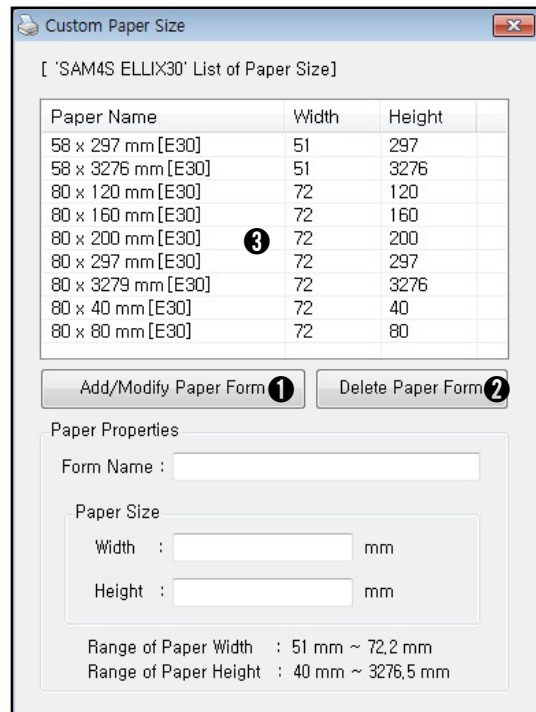 Custom Paper Size
[ 'SAM4S ELLIX30' List of Paper Size]
Paper Name Width Height
58 x 297 mm [E30] 51 297
58 x 3276 mm [E30] 51 3276
80 x 120 mm [E30] 72 120
80 x 160 mm [E30] 72 160
80 x 200 mm [E30] 3 72 200
80 x 297 mm [E30] 72 297
80 x 3279 mm [E30] 72 3276
80 x 40 mm [E30] 72 40
80 x 80 mm [E30] 72 80
Add/Modify Paper Form 1 Delete Paper Form 2
Paper Properties
Form Name :
Paper Size
Width : mm
Height : mm
Range of Paper Width : 51 mm ~ 72,2 mm
Range of Paper Height : 40 mm ~ 3276,5 mm